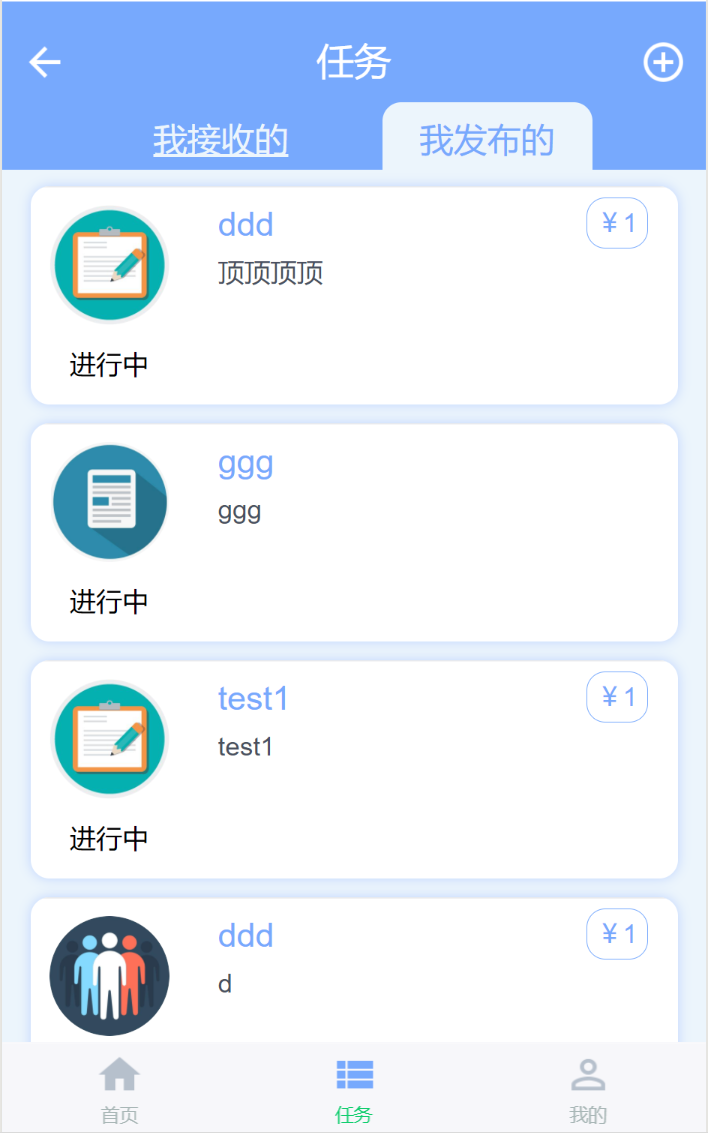 任务
我接收的 我发布的
ddd ¥1
顶顶顶顶
进行中
ggg
ggg
进行中
test1 ¥1
test1
进行中
ddd ¥1
d
首页 任务 我的